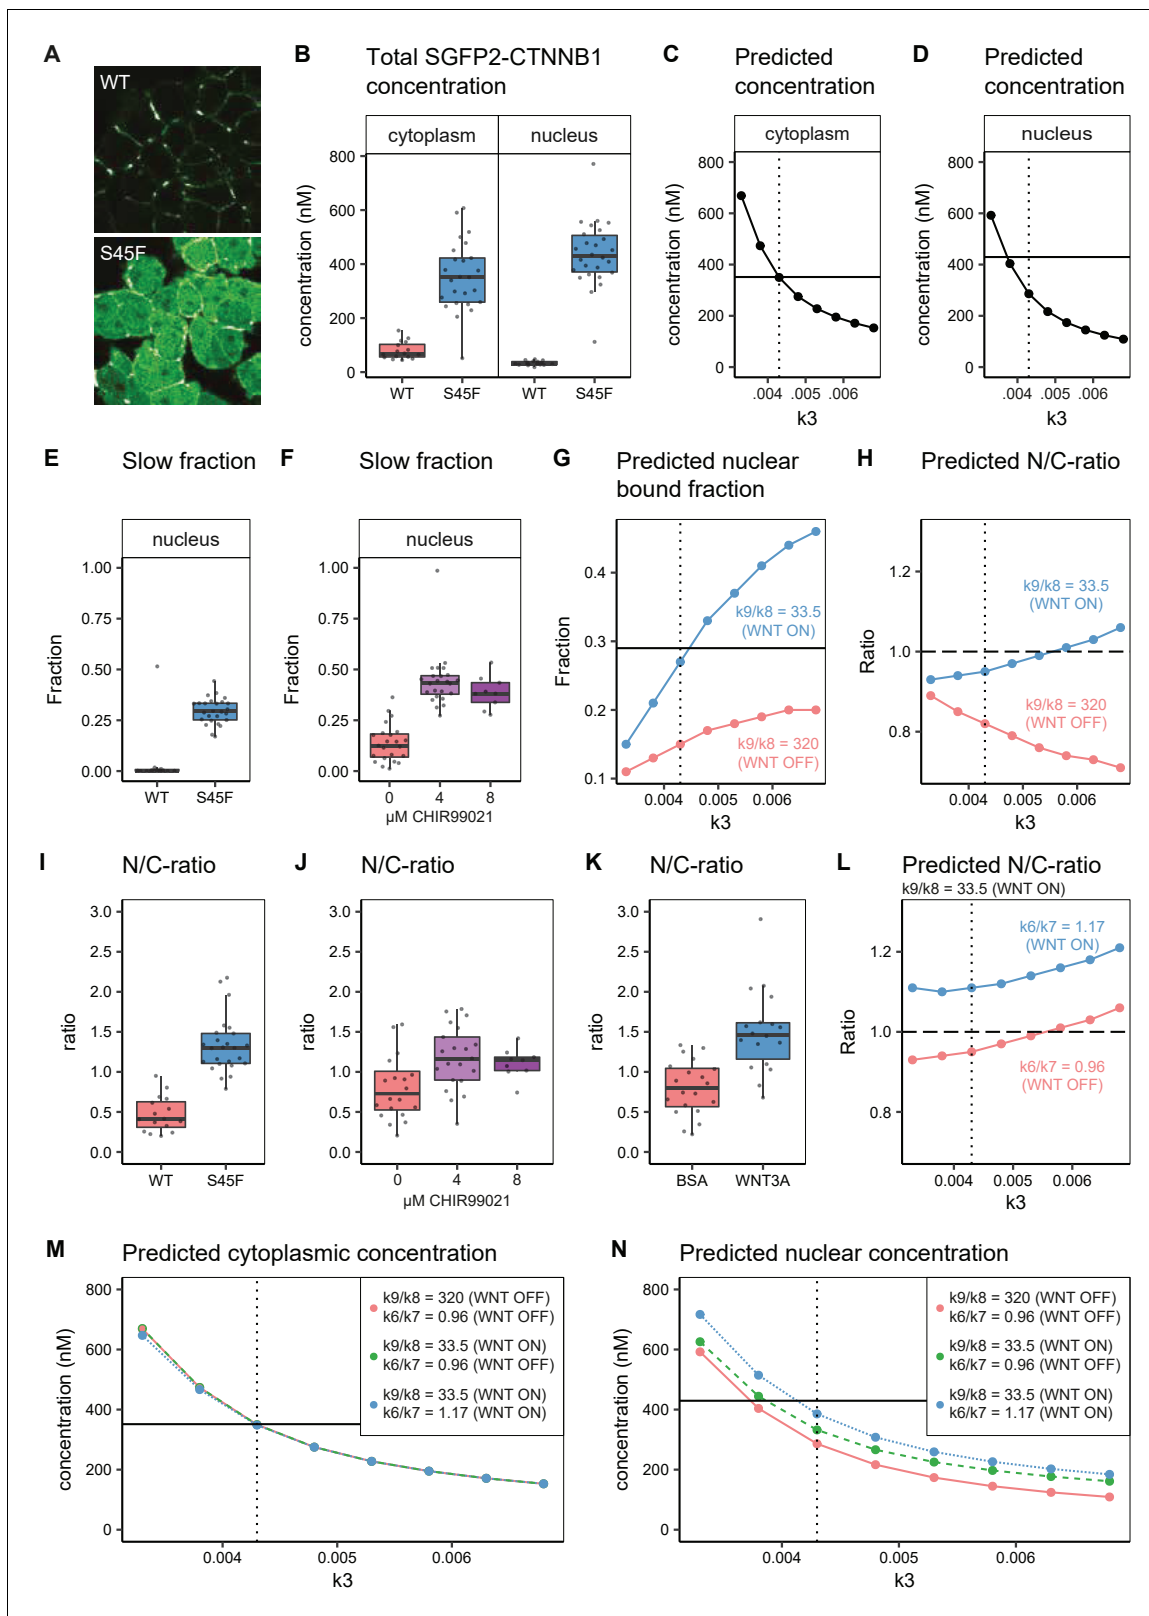 A
WT
S45F
B Total SGFP2-CTNNB1
concentration
cytoplasm nucleus
concentration (nM)
800
600
400
200
0
WT S45F WT S45F
C Predicted
concentration
cytoplasm
concentration (nM)
800
600
400
200
0
.004 .005 .006
k3
D Predicted
concentration
nucleus
concentration (nM)
800
600
400
200
0
.004 .005 .006
k3
E Slow fraction
nucleus
Fraction
1.00
0.75
0.50
0.25
0.00
WT S45F
F Slow fraction
nucleus
Fraction
1.00
0.75
0.50
0.25
0.00
0 4 8
µM CHIR99021
G Predicted nuclear
bound fraction
Fraction
0.4
0.3
0.2
0.1
k9/k8 = 33.5
(WNT ON)
k9/k8 = 320
(WNT OFF)
0.004 0.005 0.006
k3
H Predicted N/C-ratio
Ratio
1.2
1.0
0.8
k9/k8 = 33.5
(WNT ON)
k9/k8 = 320
(WNT OFF)
0.004 0.005 0.006
k3
I N/C-ratio
ratio
3.0
2.5
2.0
1.5
1.0
0.5
0.0
WT S45F
J N/C-ratio
ratio
3.0
2.5
2.0
1.5
1.0
0.5
0.0
0 4 8
µM CHIR99021
K N/C-ratio
ratio
3.0
2.5
2.0
1.5
1.0
0.5
0.0
BSA WNT3A
L Predicted N/C-ratio
k9/k8 = 33.5 (WNT ON)
Ratio
1.2
1.0
0.8
k6/k7 = 1.17
(WNT ON)
k6/k7 = 0.96
(WNT OFF)
0.004 0.005 0.006
k3
M Predicted cytoplasmic concentration
concentration (nM)
800
600
400
200
0
k9/k8 = 320 (WNT OFF)
k6/k7 = 0.96 (WNT OFF)
k9/k8 = 33.5 (WNT ON)
k6/k7 = 0.96 (WNT OFF)
k9/k8 = 33.5 (WNT ON)
k6/k7 = 1.17 (WNT ON)
0.004 0.005 0.006
k3
N Predicted nuclear concentration
concentration (nM)
800
600
400
200
0
k9/k8 = 320 (WNT OFF)
k6/k7 = 0.96 (WNT OFF)
k9/k8 = 33.5 (WNT ON)
k6/k7 = 0.96 (WNT OFF)
k9/k8 = 33.5 (WNT ON)
k6/k7 = 1.17 (WNT ON)
0.004 0.005 0.006
k3